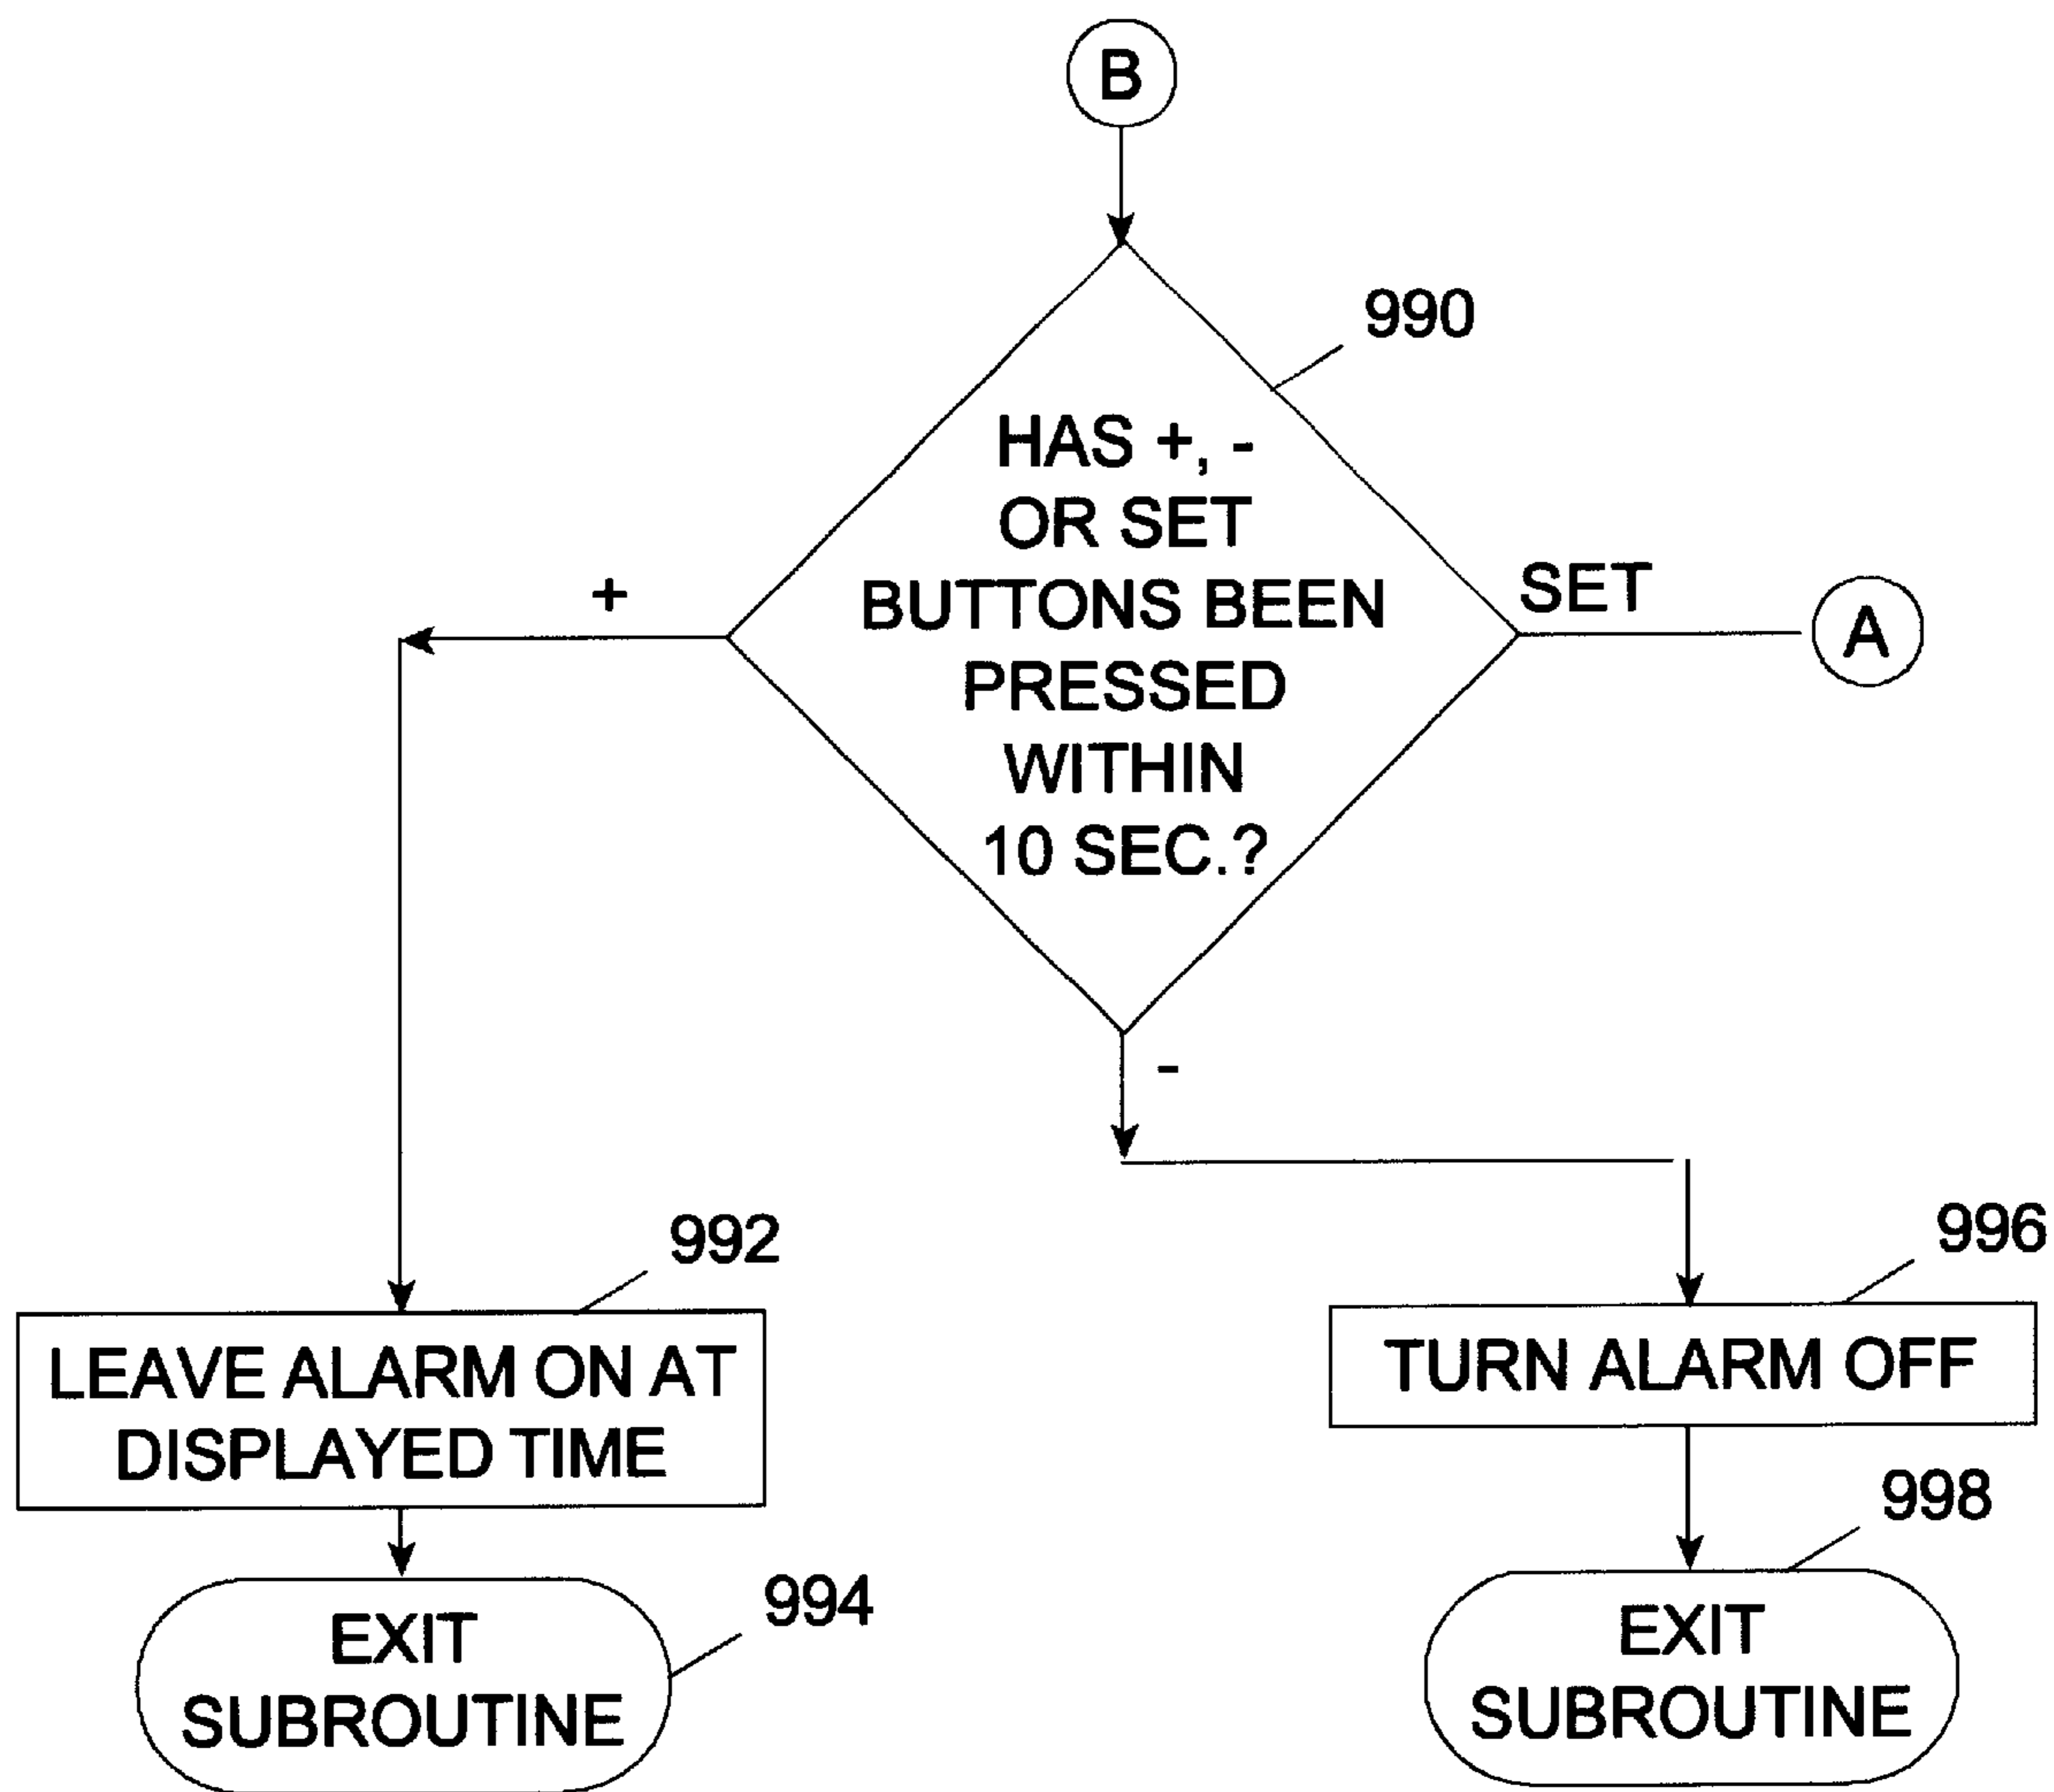 B
990
HAS +, -
OR SET
BUTTONS BEEN
PRESSED
WITHIN
10 SEC.?
+
SET
A
-
992
LEAVE ALARM ON AT
DISPLAYED TIME
994
EXIT
SUBROUTINE
996
TURN ALARM OFF
998
EXIT
SUBROUTINE